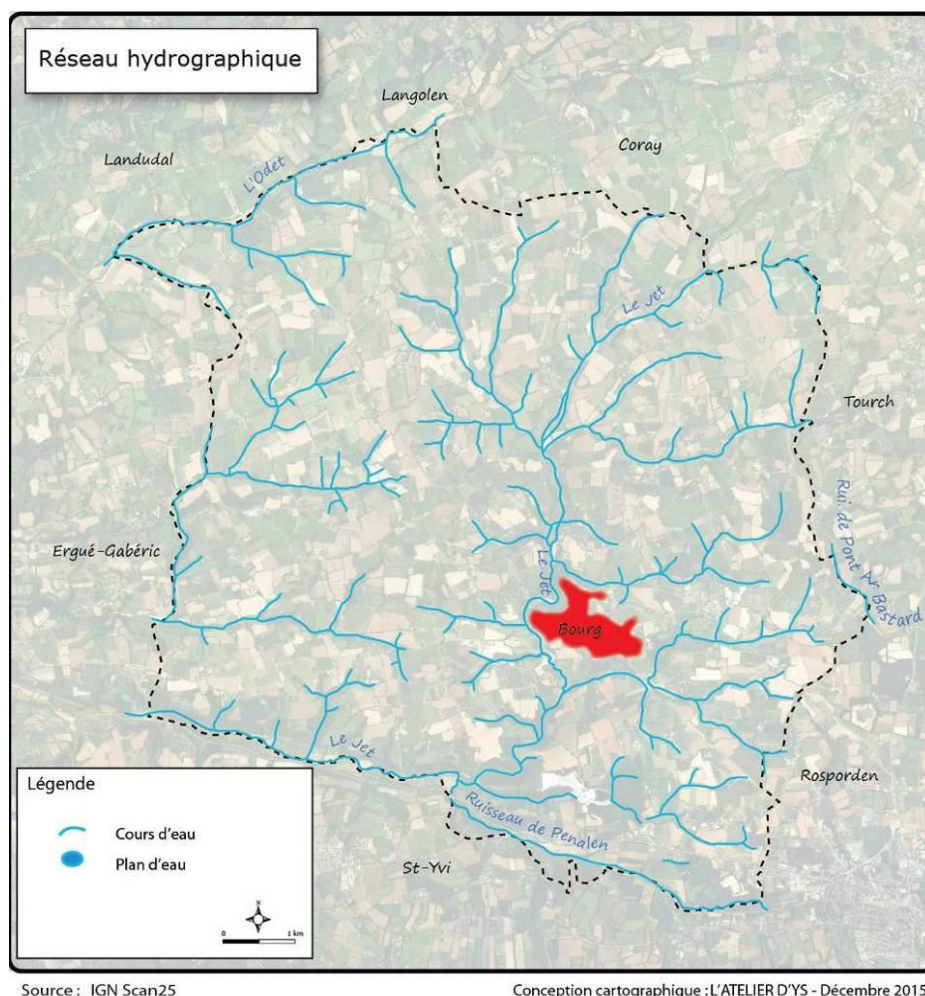 Réseau hydrographique
Langolen
Landudal
Coray
L'Odet
Le Jet
Tourch
Rui. de Pont Ar Bastard
Ergué-Gabéric
Le Jet
Bourg
Le Jet
Rosporden
Ruisseau de Penalen
St-Yvi
Légende
Cours d'eau
Plan d'eau
N
1 km
Source : IGN Scan25
Conception cartographique : L'ATELIER D'YS - Décembre 2015